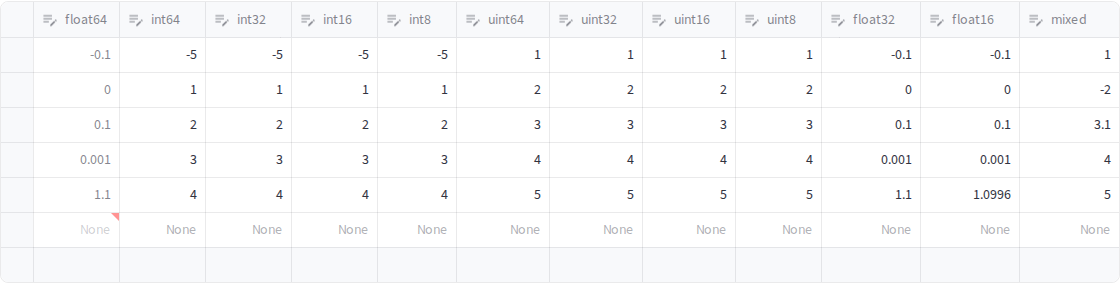 float64 int64 int32 int16 int8 uint64 uint32 uint16 uint8 float32 float16 mixed
-0.1 -5 -5 -5 -5 1 1 1 1 -0.1 -0.1 1
0 1 1 1 1 2 2 2 2 0 0 -2
0.1 2 2 2 2 3 3 3 3 0.1 0.1 3.1
0.001 3 3 3 3 4 4 4 4 0.001 0.001 4
1.1 4 4 4 4 5 5 5 5 1.1 1.0996 5
None None None None None None None None None None None None